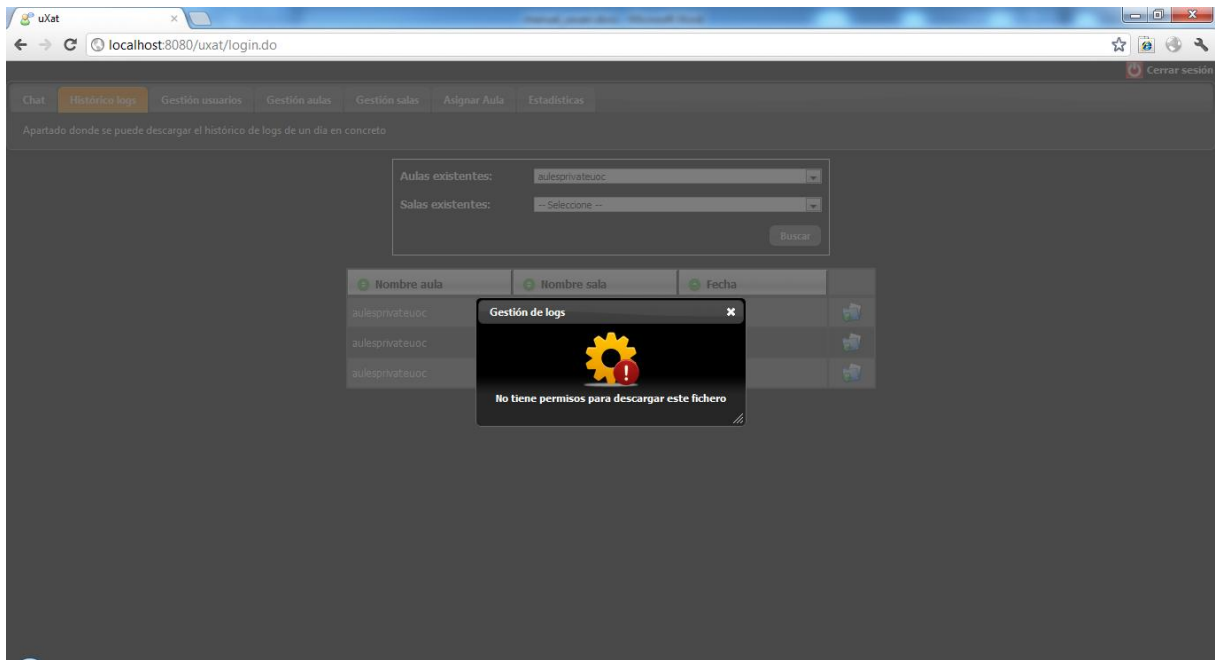 uXat
localhost:8080/uxat/login.do
Cerrar sesión
Chat Histórico logs Gestión usuarios Gestión aulas Gestión salas Asignar Aula Estadísticas
Apartado donde se puede descargar el histórico de logs de un día en concreto
Aulas existentes: aulesprivateuoc
Salas existentes: -- Seleccione --
Buscar
Nombre aula Nombre sala Fecha
aulesprivateuoc
aulesprivateuoc
aulesprivateuoc
Gestión de logs
No tiene permisos para descargar este fichero